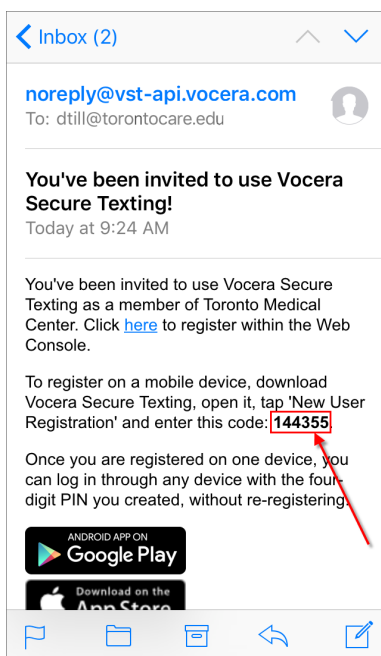 Inbox (2)
noreply@vst-api.vocera.com
To: dtill@torontocare.edu
You've been invited to use Vocera
Secure Texting!
Today at 9:24 AM
You've been invited to use Vocera Secure
Texting as a member of Toronto Medical
Center. Click here to register within the Web
Console.
To register on a mobile device, download
Vocera Secure Texting, open it, tap 'New User
Registration' and enter this code: 144355.
Once you are registered on one device, you
can log in through any device with the four-
digit PIN you created, without re-registering.
ANDROID APP ON
Google Play
Download on the
App Store